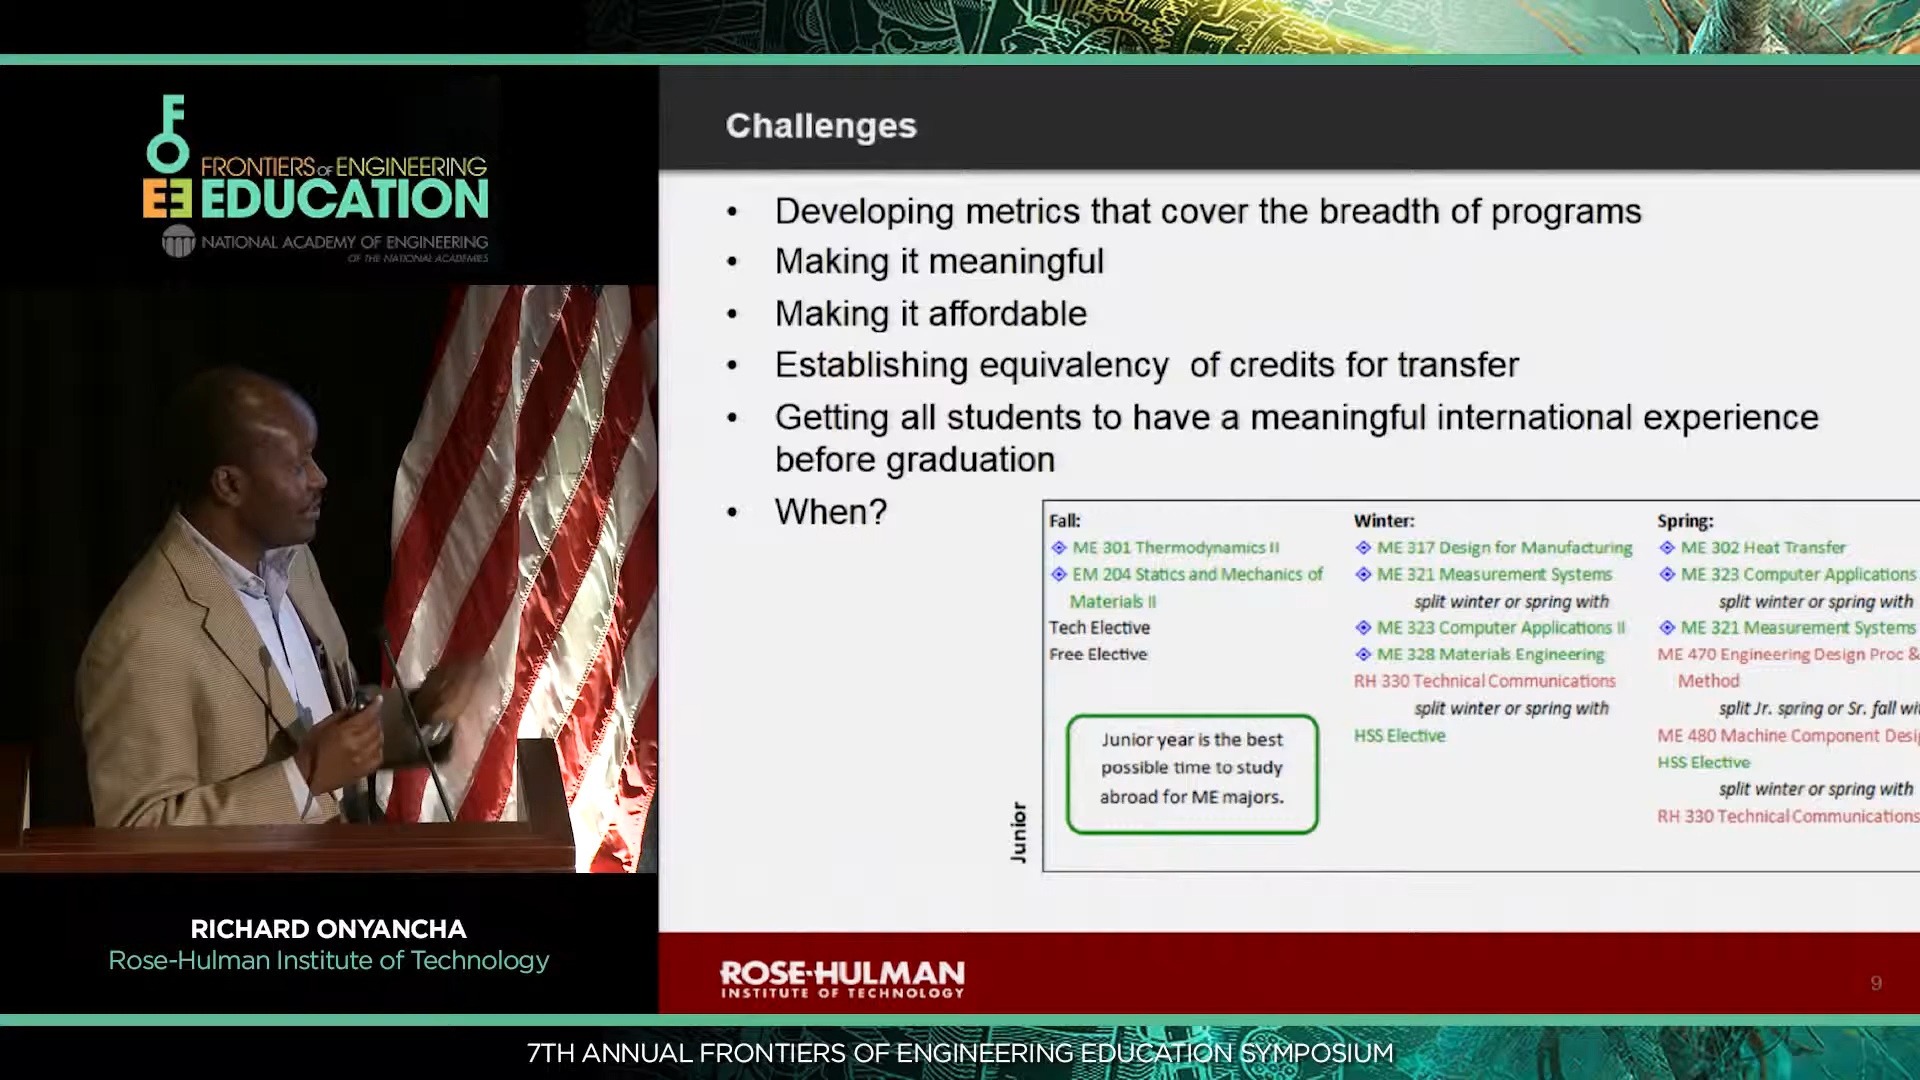 FOEE
FRONTIERS OF ENGINEERING
EDUCATION
NATIONAL ACADEMY OF ENGINEERING
OF THE NATIONAL ACADEMIES
RICHARD ONYANCHA
Rose-Hulman Institute of Technology
Challenges
• Developing metrics that cover the breadth of programs
• Making it meaningful
• Making it affordable
• Establishing equivalency of credits for transfer
• Getting all students to have a meaningful international experience
before graduation
• When?
Junior
Fall:
ME 301 Thermodynamics II
EM 204 Statics and Mechanics of
Materials II
Tech Elective
Free Elective
Junior year is the best
possible time to study
abroad for ME majors.
Winter:
ME 317 Design for Manufacturing
ME 321 Measurement Systems
split winter or spring with
ME 323 Computer Applications II
ME 328 Materials Engineering
RH 330 Technical Communications
split winter or spring with
HSS Elective
Spring:
ME 302 Heat Transfer
ME 323 Computer Applications
split winter or spring with
ME 321 Measurement Systems
ME 470 Engineering Design Proc &
Method
split Jr. spring or Sr. fall
ME 480 Machine Component
HSS Elective
split winter or spring with
RH 330 Technical Communications
ROSE-HULMAN
INSTITUTE OF TECHNOLOGY
9
7TH ANNUAL FRONTIERS OF ENGINEERING EDUCATION SYMPOSIUM